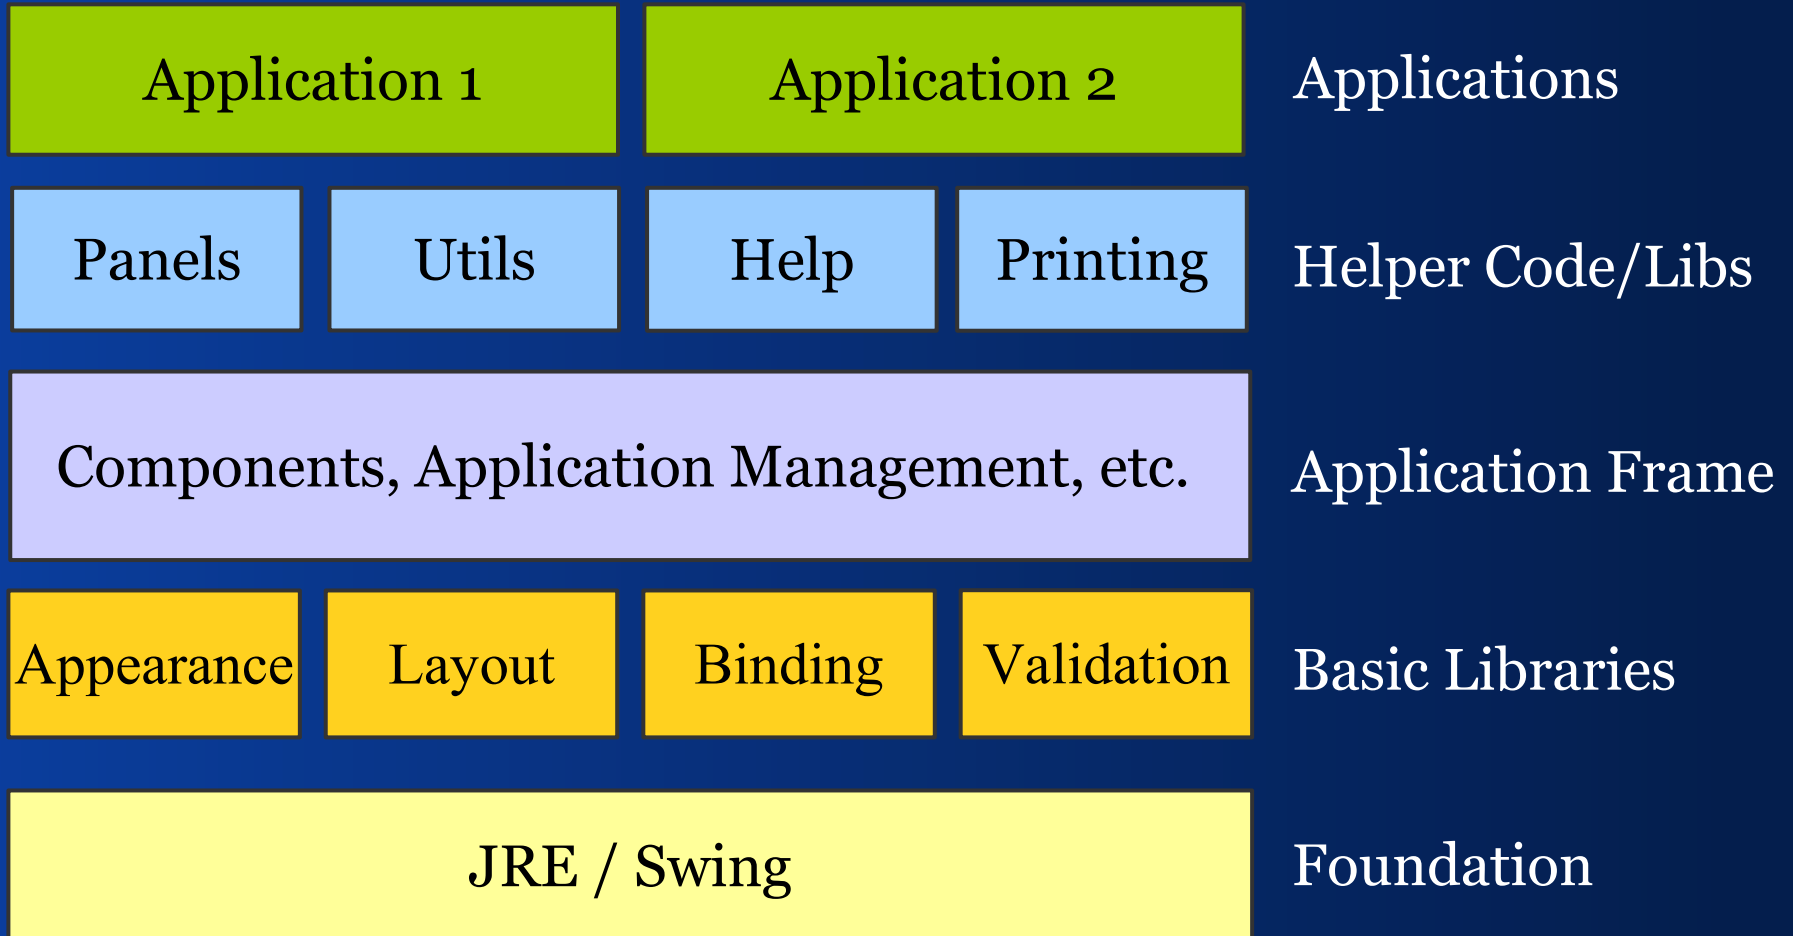 Application 1
Application 2
Applications
Panels
Utils
Help
Printing
Helper Code/Libs
Components, Application Management, etc.
Application Frame
Appearance
Layout
Binding
Validation
Basic Libraries
JRE / Swing
Foundation